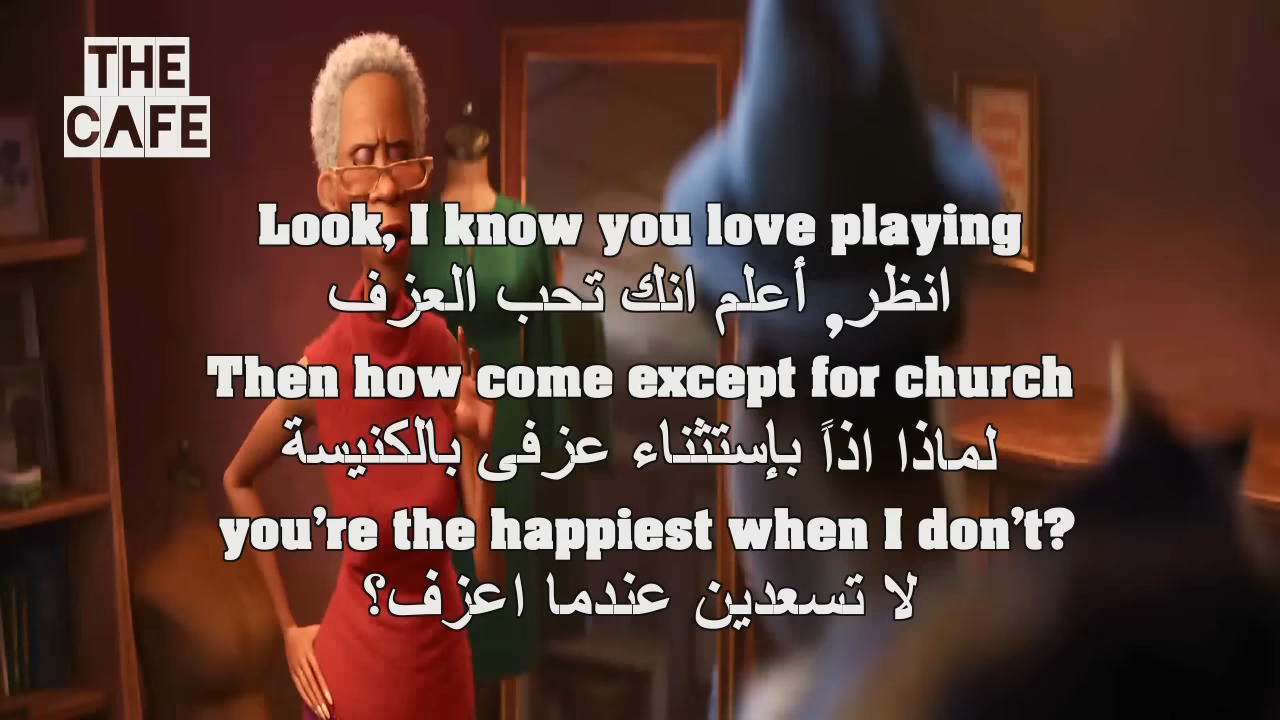 THE
CAFE
Look, I know you love playing
انظر, أعلم انك تحب العزف
Then how come except for church
لماذا اذاً بإستثناء عزفى بالكنيسة
you're the happiest when I don't?
لا تسعدين عندما اعزف؟